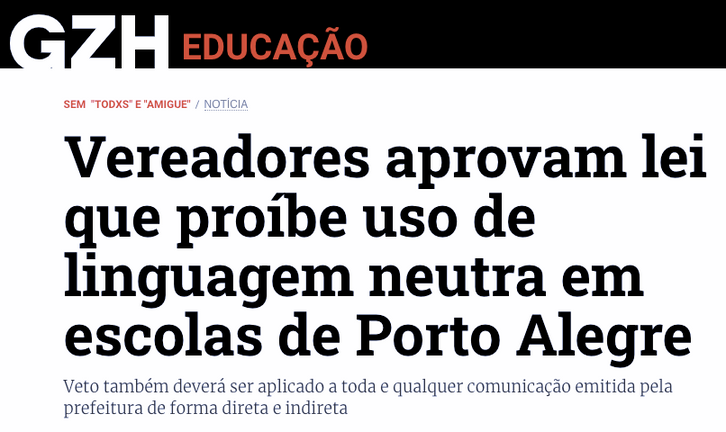 GZH EDUCAÇÃO
SEM "TODXS" E "AMIGUE" / NOTÍCIA
Vereadores aprovam lei
que proíbe uso de
linguagem neutra em
escolas de Porto Alegre
Veto também deverá ser aplicado a toda e qualquer comunicação emitida pela
prefeitura de forma direta e indireta